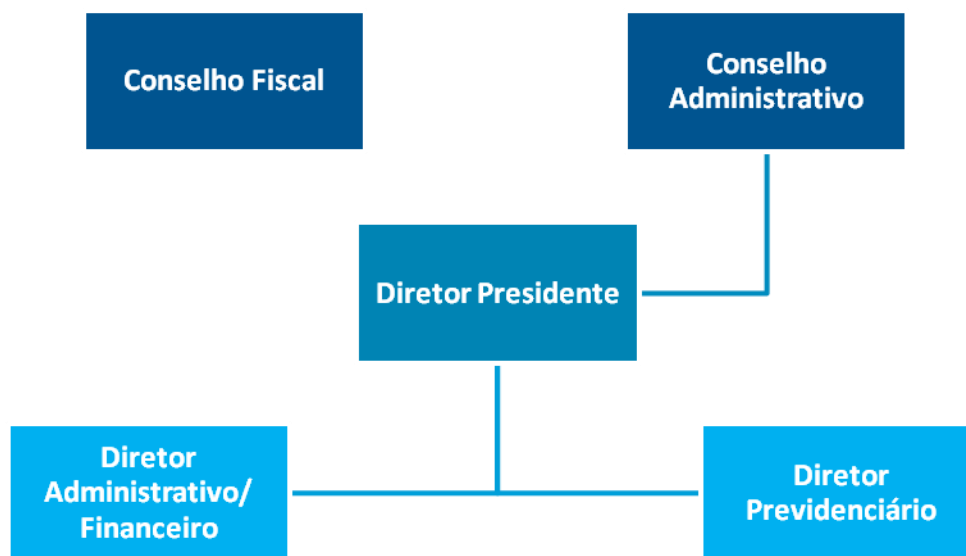 Conselho Fiscal
Conselho
Administrativo
Diretor Presidente
Diretor
Administrativo/
Financeiro
Diretor
Previdenciário